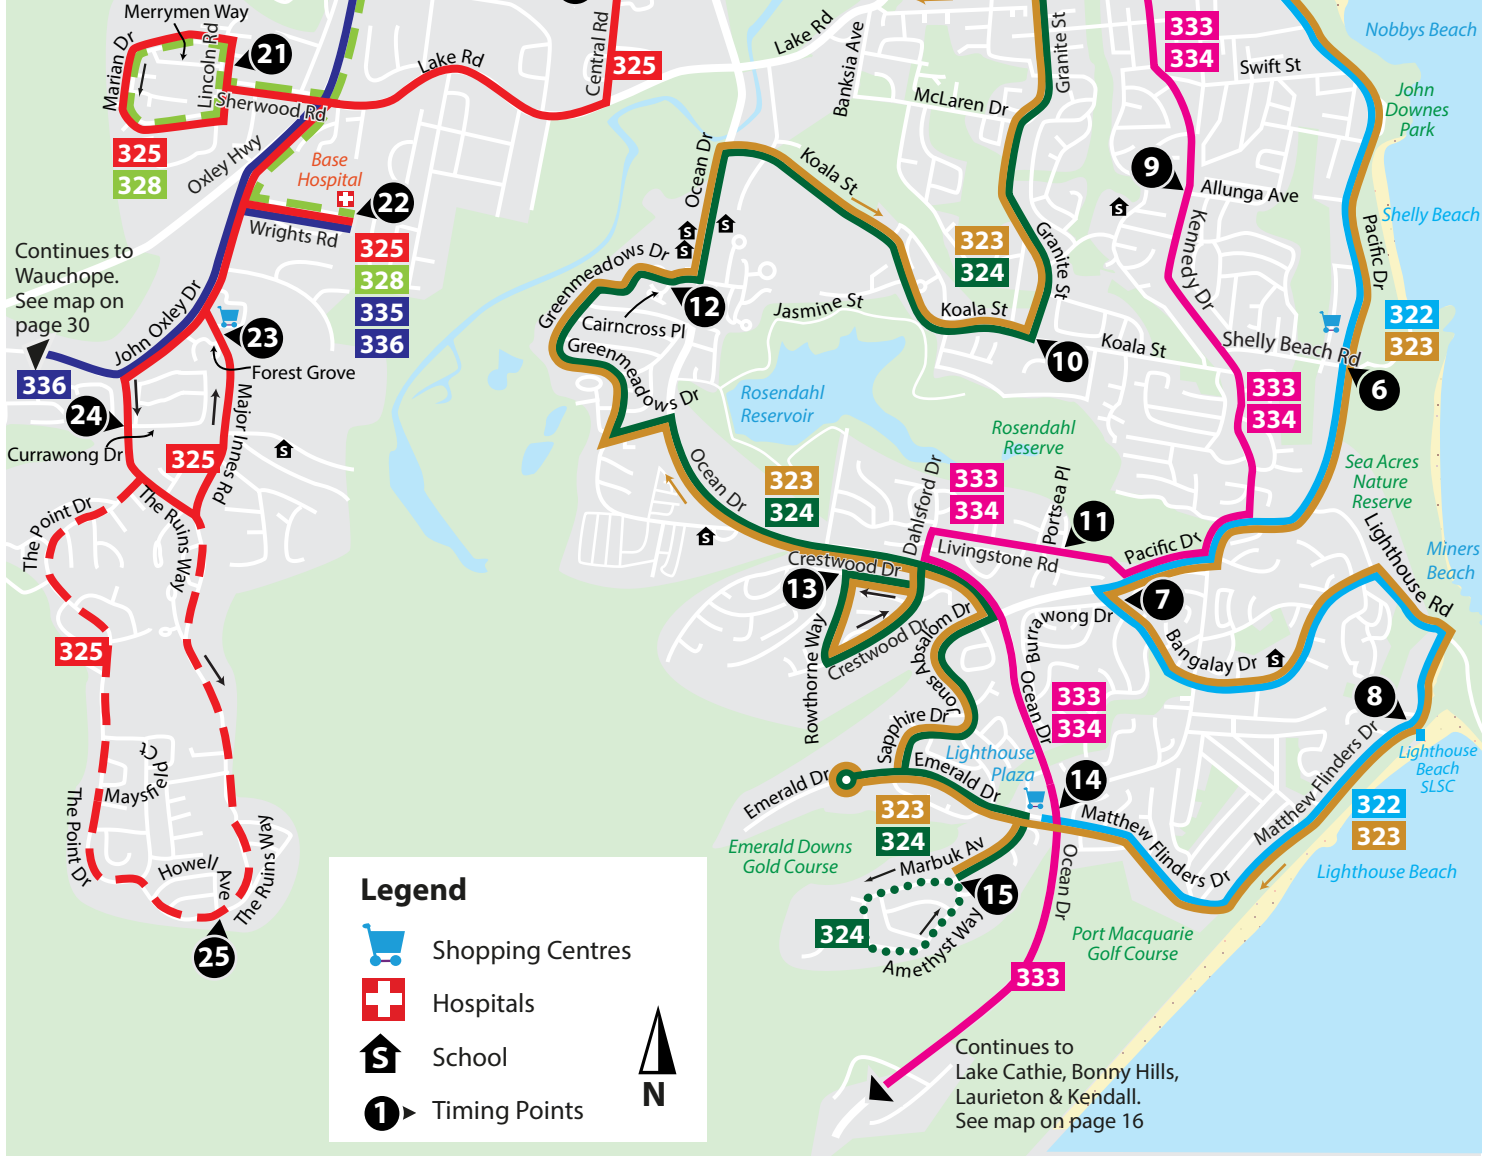 Merrymen Way
Marian Dr
Lincoln Rd
21
Sherwood Rd
325
328
Oxley Hwy
Lake Rd
Central Rd
325
Lake Rd
Banksia Ave
McLaren Dr
Granite St
333
334
Swift St
Nobbys Beach
John
Downes
Park
Base
Hospital
22
Wrights Rd
325
328
335
336
Continues to
Wauchope.
See map on
page 30
336
John Oxley Dr
23
Forest Grove
24
Currawong Dr
325
Major Innes Rd
The Point Dr
The Ruins Way
325
Maysfield Ct
The Point Dr
Howell
Ave
The Ruins Way
25
Ocean Dr
Koala St
Greenmeadows Dr
12
Cairncross Pl
Greenmeadows Dr
Jasmine St
323
324
Koala St
Granite St
10
Koala St
9
Allunga Ave
Kennedy Dr
Shelly Beach
Pacific Dr
322
323
Shelly Beach Rd
6
333
334
Rosendahl
Reservoir
Rosendahl
Reserve
Sea Acres
Nature
Reserve
Ocean Dr
323
324
Dahlsford Dr
333
334
Portsea Pl
11
Livingstone Rd
Pacific Dr
Lighthouse Rd
Miners
Beach
Crestwood Dr
13
Rowthorne Way
Crestwood Dr
Jonas Absalom Dr
Burrawong Dr
7
Bangalay Dr
8
Ocean Dr
333
334
Sapphire Dr
Lighthouse
Plaza
Emerald Dr
Emerald Dr
14
Matthew Flinders Dr
Matthew Flinders Dr
Lighthouse
Beach
SLSC
322
323
Lighthouse Beach
323
324
Emerald Downs
Gold Course
Marbuk Av
15
324
Amethyst Way
Ocean Dr
Port Macquarie
Golf Course
333
Continues to
Lake Cathie, Bonny Hills,
Laurieton & Kendall.
See map on page 16
Legend
Shopping Centres
Hospitals
S School
1 Timing Points
N
S
S
S
S
S
S
S
S